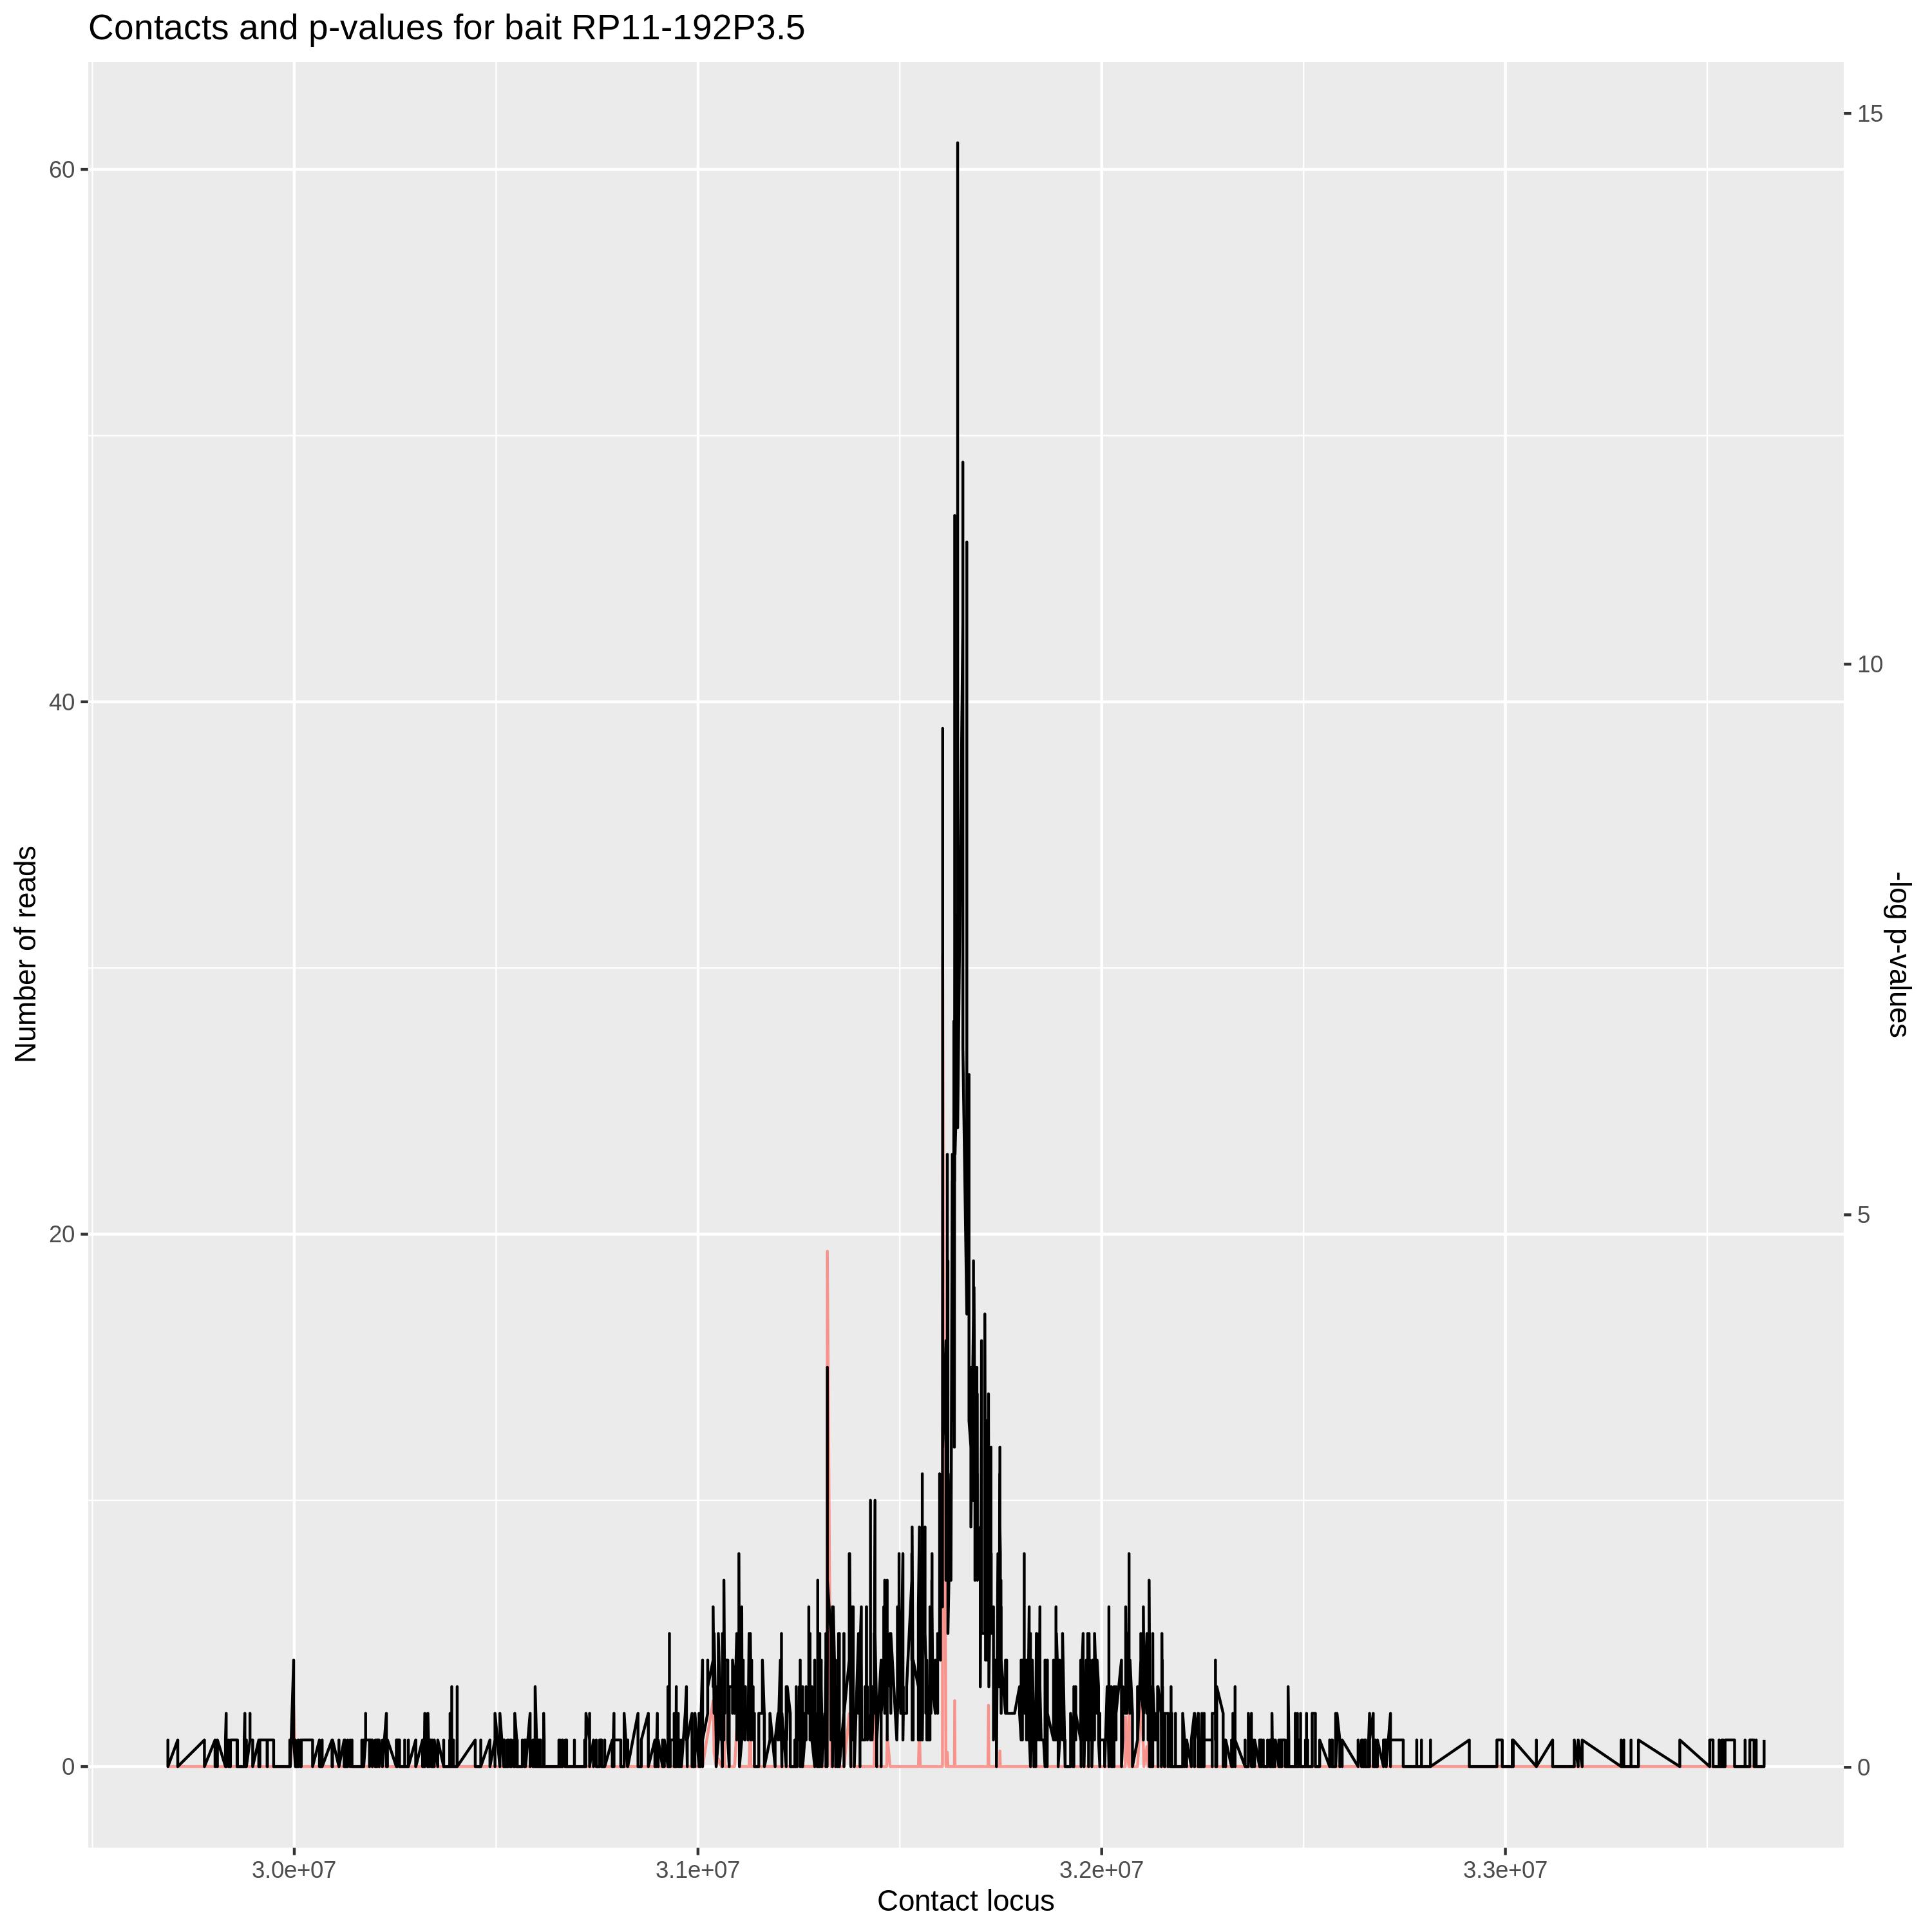 Contacts and p-values for bait RP11-192P3.5
60
40
20
0
15
10
5
0
Number of reads
-log p-values
3.0e+07
3.1e+07
3.2e+07
3.3e+07
Contact locus